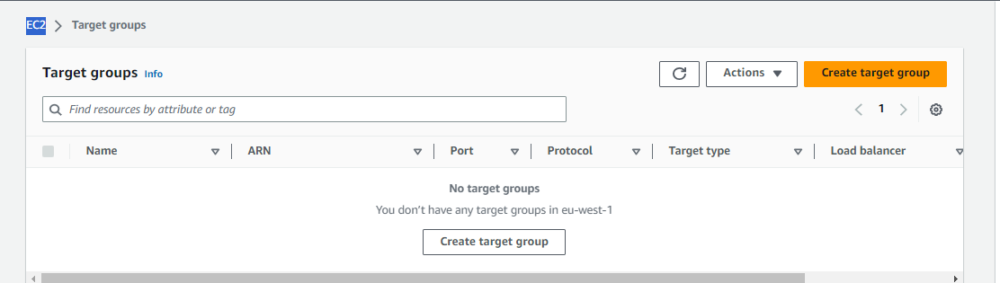 EC2 > Target groups
Target groups Info
Actions
Create target group
Find resources by attribute or tag
1
Name ARN Port Protocol Target type Load balancer
No target groups
You don't have any target groups in eu-west-1
Create target group